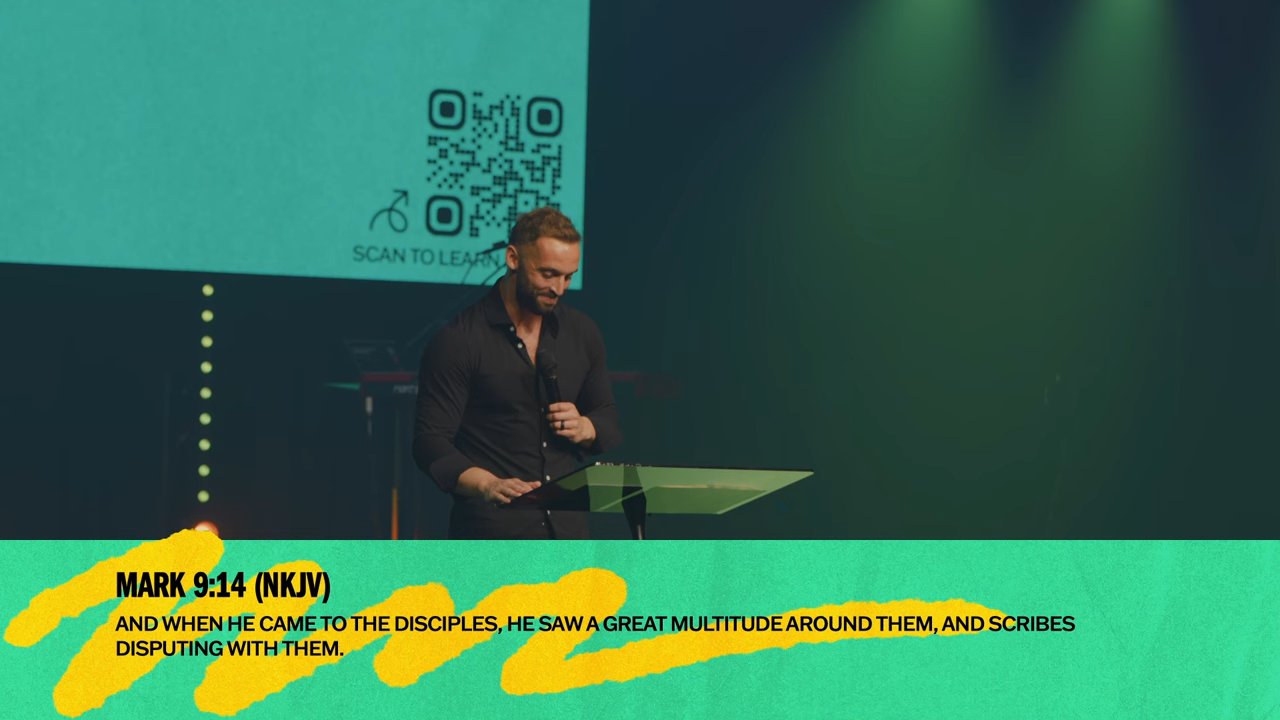 SCAN TO LEARN
MARK 9:14 (NKJV)
AND WHEN HE CAME TO THE DISCIPLES, HE SAW A GREAT MULTITUDE AROUND THEM, AND SCRIBES
DISPUTING WITH THEM.